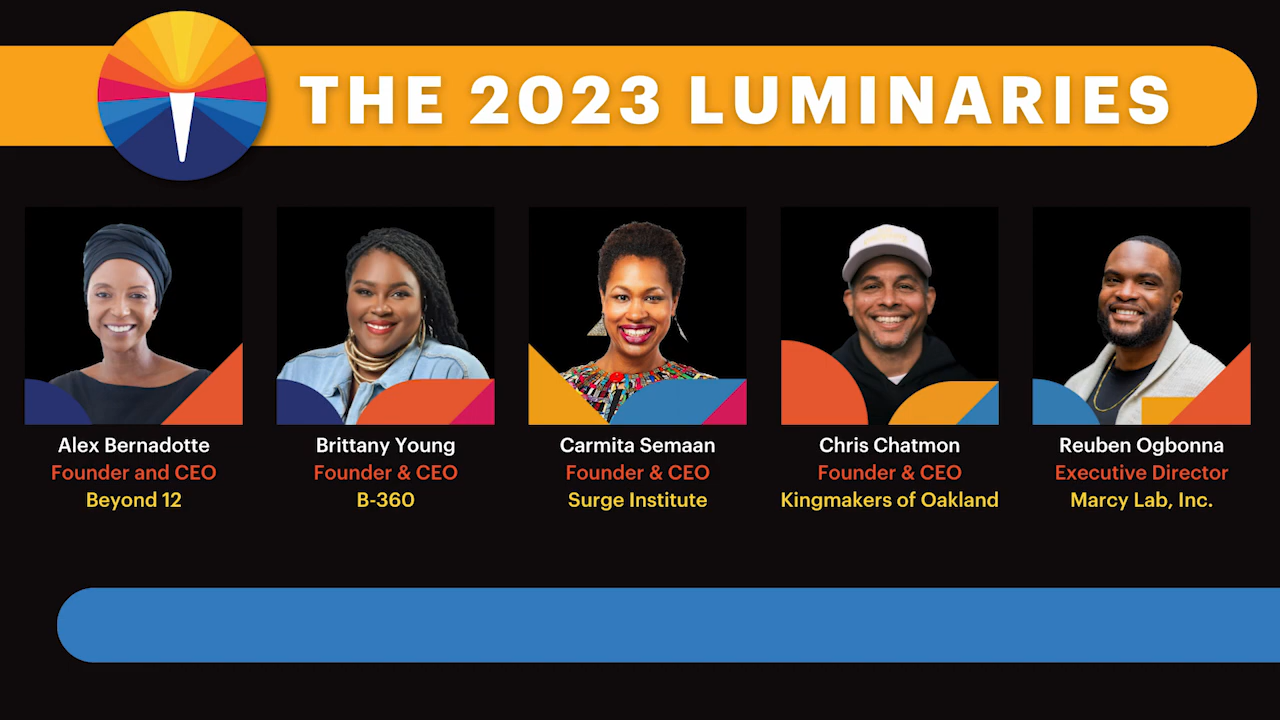 THE 2023 LUMINARIES
Alex Bernadotte
Founder and CEO
Beyond 12
Brittany Young
Founder & CEO
B-360
Carmita Semaan
Founder & CEO
Surge Institute
Chris Chatmon
Founder & CEO
Kingmakers of Oakland
Reuben Ogbonna
Executive Director
Marcy Lab, Inc.